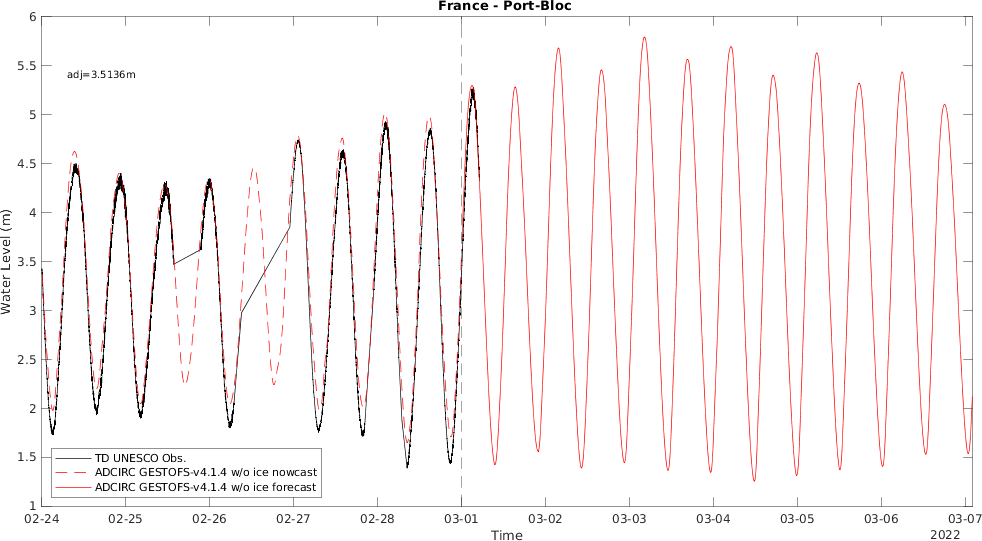 France - Port-Bloc
6
5.5
5
4.5
4
3.5
3
2.5
2
1.5
1
Water Level (m)
adj=3.5136m
TD UNESCO Obs.
ADCIRC GESTOFS-v4.1.4 w/o ice nowcast
ADCIRC GESTOFS-v4.1.4 w/o ice forecast
02-24 02-25 02-26 02-27 02-28 03-01 03-02 03-03 03-04 03-05 03-06 03-07
Time
2022